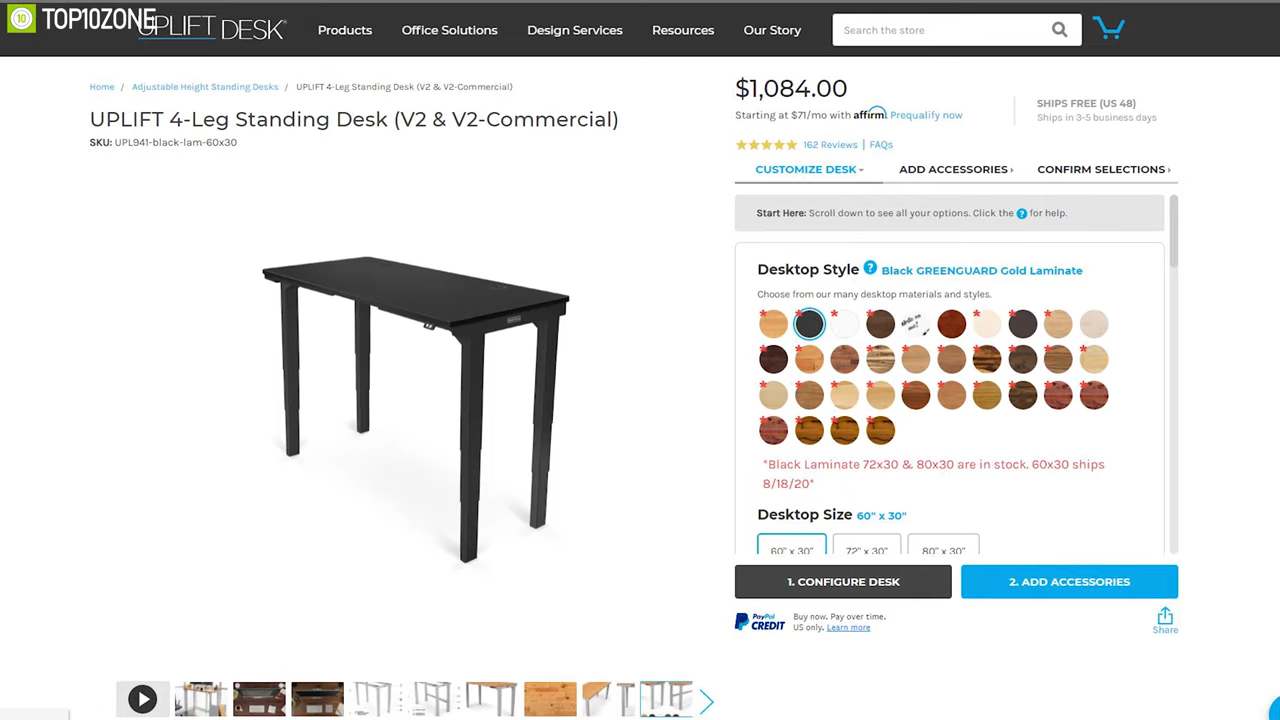 10 TOP10ZONE
UPLIFT DESK®
Products Office Solutions Design Services Resources Our Story Search the store
Home / Adjustable Height Standing Desks / UPLIFT 4-Leg Standing Desk (V2 & V2-Commercial)
UPLIFT 4-Leg Standing Desk (V2 & V2-Commercial)
SKU: UPL941-black-lam-60x30
$1,084.00
Starting at $71/mo with affirm. Prequalify now
SHIPS FREE (US 48)
Ships in 3-5 business days
162 Reviews | FAQs
CUSTOMIZE DESK ADD ACCESSORIES CONFIRM SELECTIONS
Start Here: Scroll down to see all your options. Click the ? for help.
Desktop Style ? Black GREENGUARD Gold Laminate
Choose from our many desktop materials and styles.
*Black Laminate 72x30 & 80x30 are in stock. 60x30 ships
8/18/20*
Desktop Size 60" x 30"
60" x 30" 72" x 30" 80" x 30"
1. CONFIGURE DESK 2. ADD ACCESSORIES
PayPal CREDIT
Buy now. Pay over time.
US only. Learn more
Share